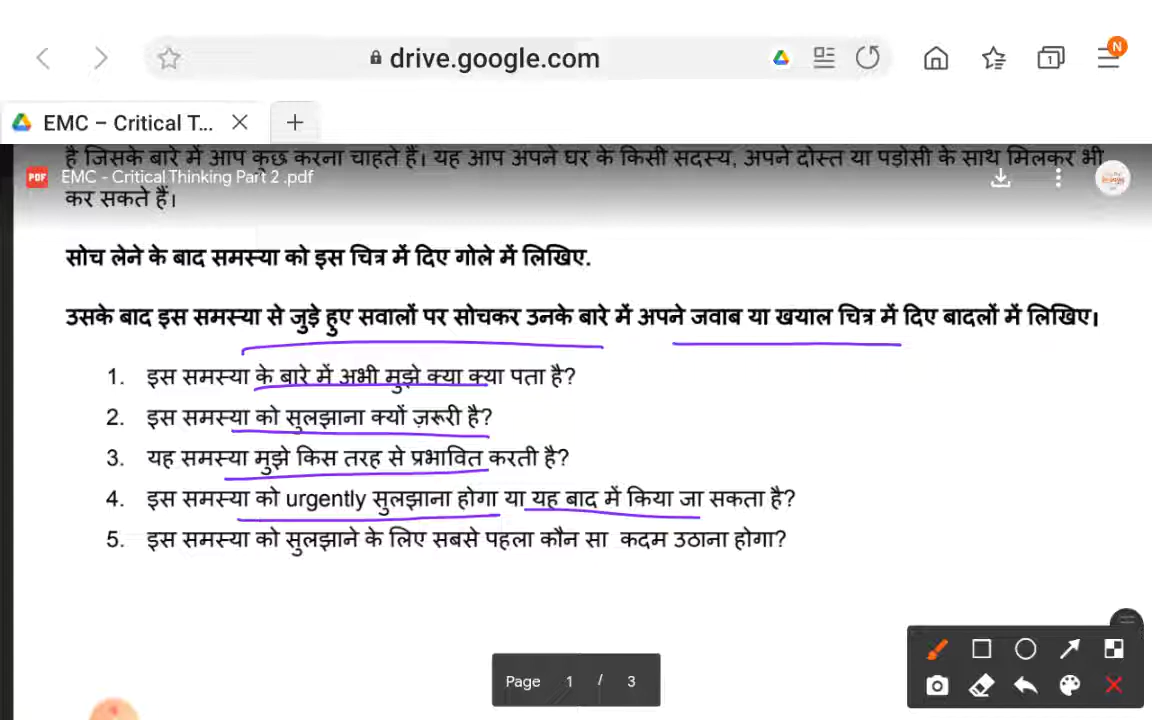 drive.google.com
1
N
EMC – Critical T...
है जिसके बारे में आप कुछ करना चाहते हैं। यह आप अपने घर के किसी सदस्य, अपने दोस्त या पड़ोसी के साथ मिलकर भी
PDF EMC - Critical Thinking Part 2 .pdf
कर सकते हैं।
सोच लेने के बाद समस्या को इस चित्र में दिए गोले में लिखिए.
उसके बाद इस समस्या से जुड़े हुए सवालों पर सोचकर उनके बारे में अपने जवाब या खयाल चित्र में दिए बादलों में लिखिए।
1. इस समस्या के बारे में अभी मुझे क्या क्या पता है?
2. इस समस्या को सुलझाना क्यों ज़रूरी है?
3. यह समस्या मुझे किस तरह से प्रभावित करती है?
4. इस समस्या को urgently सुलझाना होगा या यह बाद में किया जा सकता है?
5. इस समस्या को सुलझाने के लिए सबसे पहला कौन सा कदम उठाना होगा?
Page 1 / 3